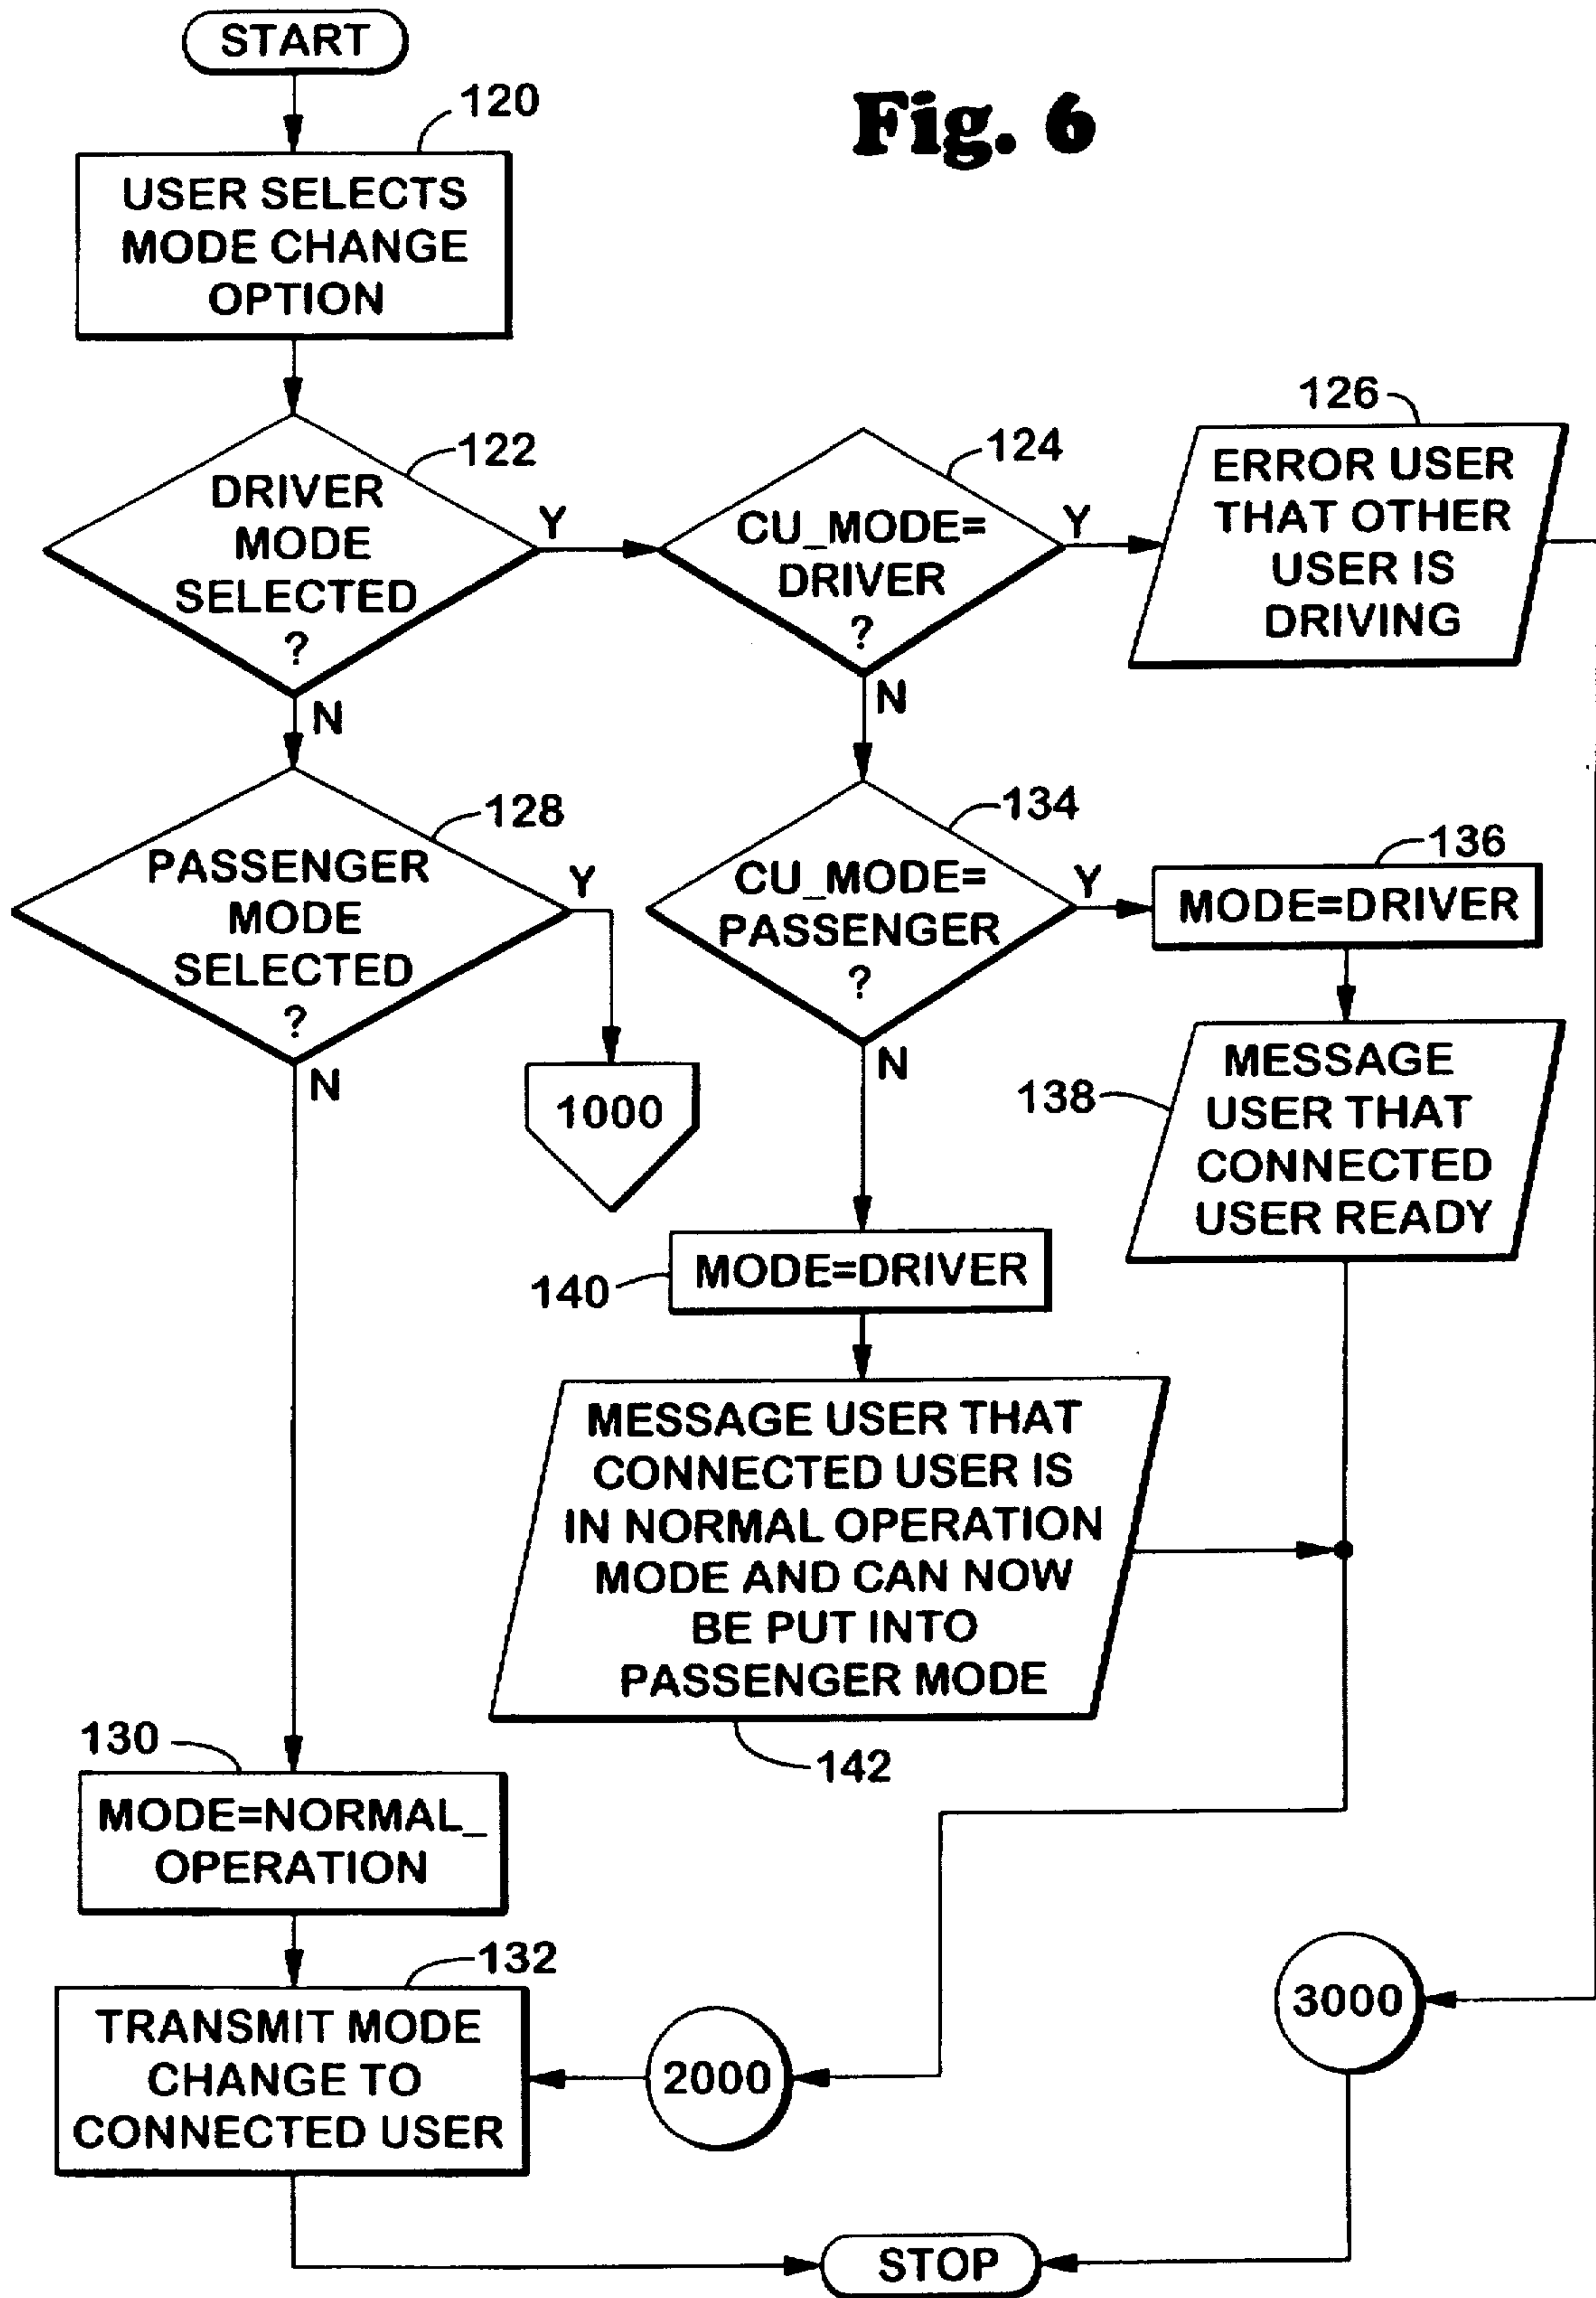 START
Fig. 6
120
USER SELECTS
MODE CHANGE
OPTION
122
DRIVER
MODE
SELECTED
?
Y
N
124
CU_MODE=
DRIVER
?
Y
N
126
ERROR USER
THAT OTHER
USER IS
DRIVING
128
PASSENGER
MODE
SELECTED
?
Y
N
1000
134
CU_MODE=
PASSENGER
?
Y
N
136
MODE=DRIVER
138
MESSAGE
USER THAT
CONNECTED
USER READY
140
MODE=DRIVER
MESSAGE USER THAT
CONNECTED USER IS
IN NORMAL OPERATION
MODE AND CAN NOW
BE PUT INTO
PASSENGER MODE
142
130
MODE=NORMAL_
OPERATION
132
TRANSMIT MODE
CHANGE TO
CONNECTED USER
2000
3000
STOP